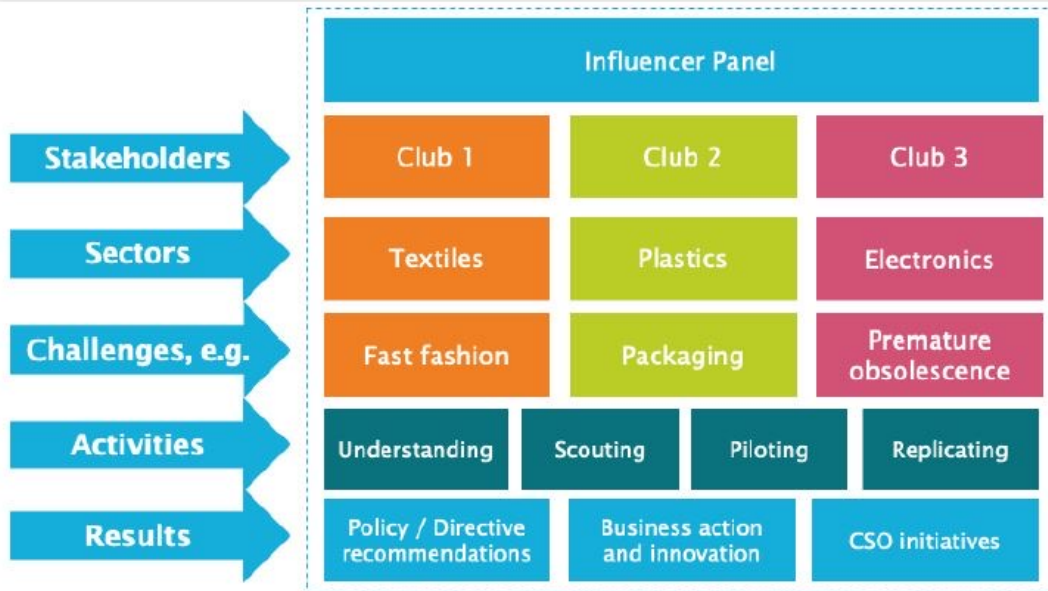 Influencer Panel
Stakeholders
Club 1
Club 2
Club 3
Sectors
Textiles
Plastics
Electronics
Challenges, e.g.
Fast fashion
Packaging
Premature
obsolescence
Activities
Understanding
Scouting
Piloting
Replicating
Results
Policy / Directive
recommendations
Business action
and innovation
CSO initiatives